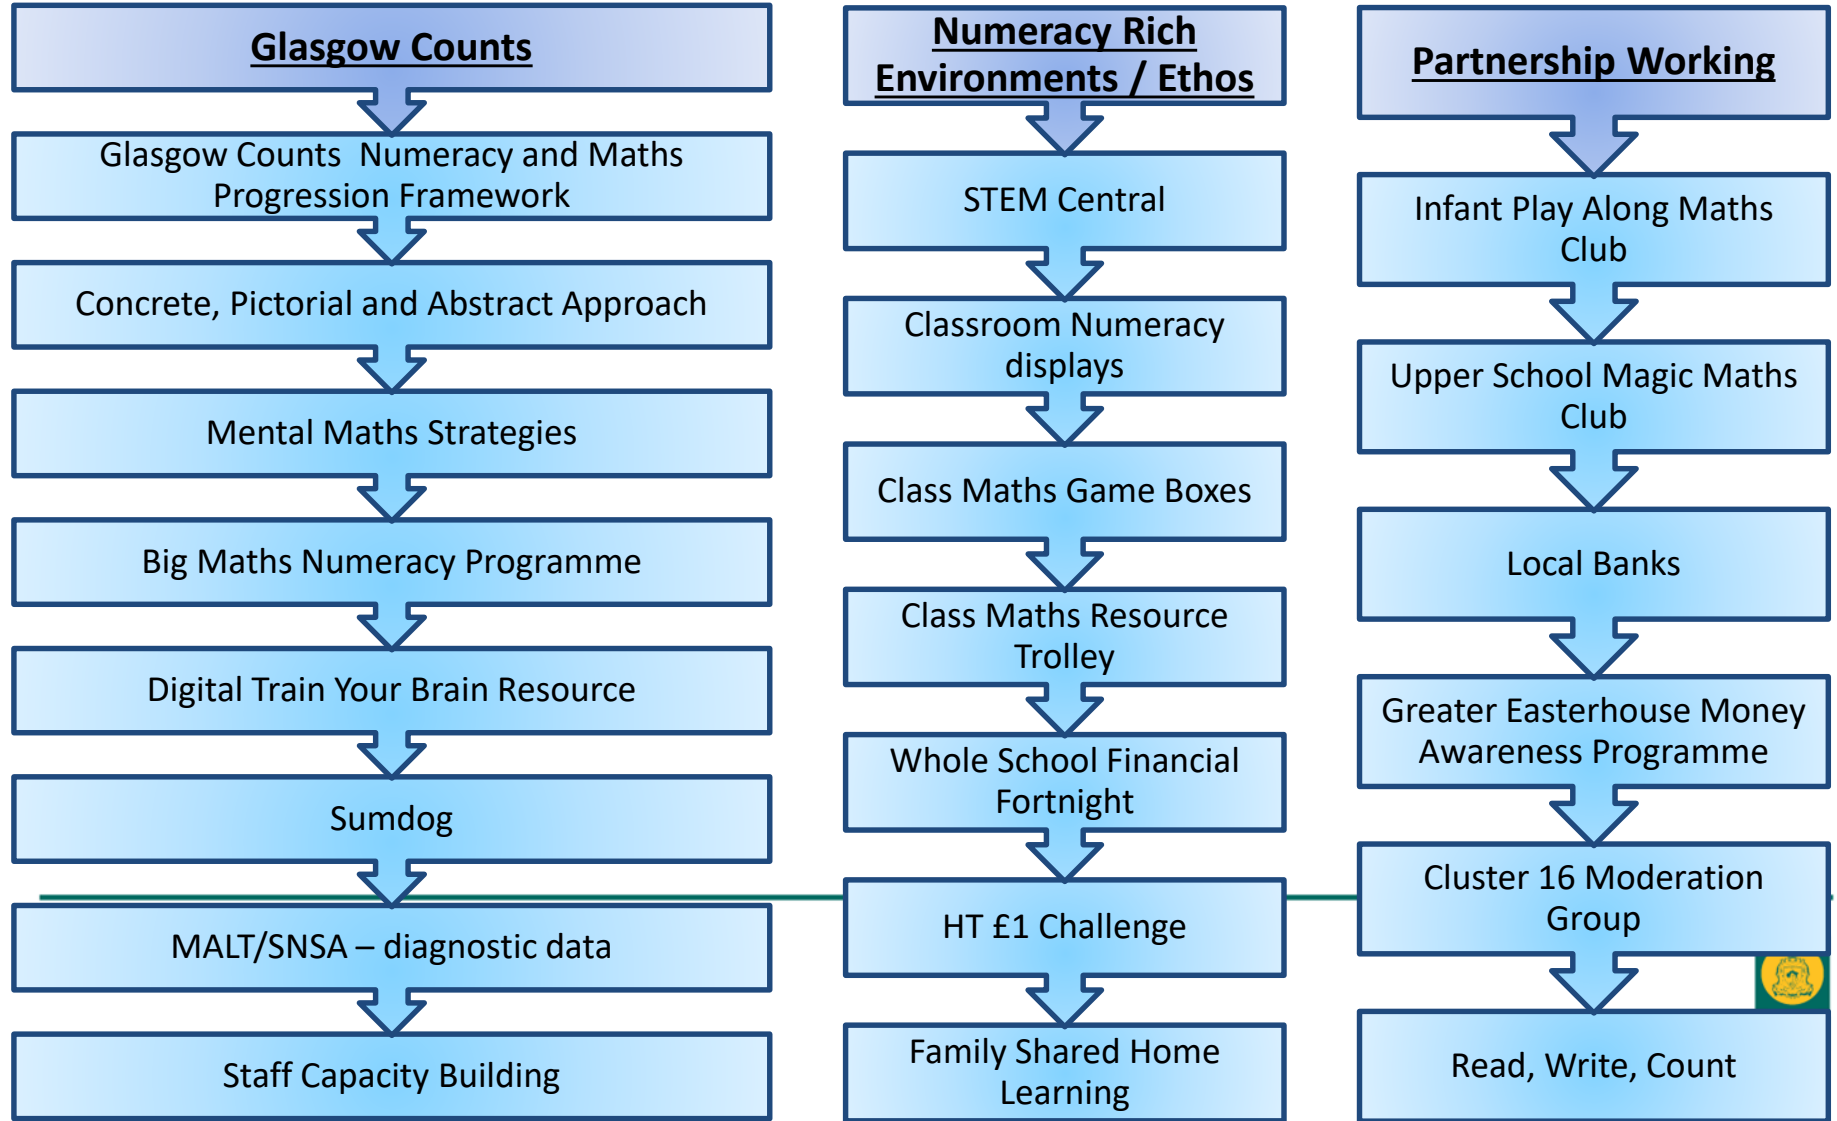 Glasgow Counts
Glasgow Counts Numeracy and Maths
Progression Framework
Concrete, Pictorial and Abstract Approach
Mental Maths Strategies
Big Maths Numeracy Programme
Digital Train Your Brain Resource
Sumdog
MALT/SNSA – diagnostic data
Staff Capacity Building
Numeracy Rich
Environments / Ethos
STEM Central
Classroom Numeracy
displays
Class Maths Game Boxes
Class Maths Resource
Trolley
Whole School Financial
Fortnight
HT £1 Challenge
Family Shared Home
Learning
Partnership Working
Infant Play Along Maths
Club
Upper School Magic Maths
Club
Local Banks
Greater Easterhouse Money
Awareness Programme
Cluster 16 Moderation
Group
Read, Write, Count